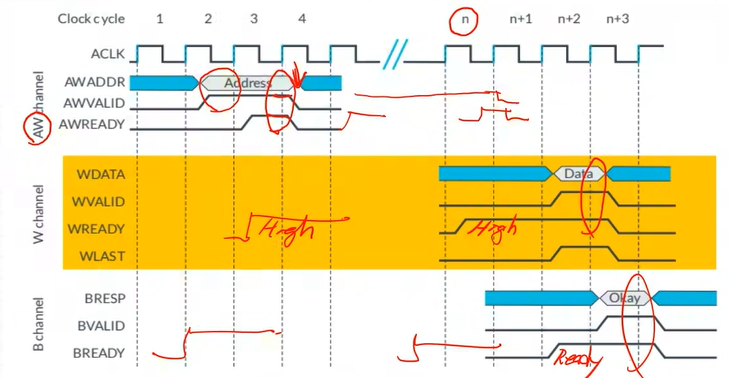 Clock cycle 1 2 3 4 n n+1 n+2 n+3
ACLK
AW channel
AWADDR Address
AWVALID
AWREADY
W channel
WDATA Data
WVALID
WREADY High High
WLAST
B channel
BRESP Okay
BVALID
BREADY Ready